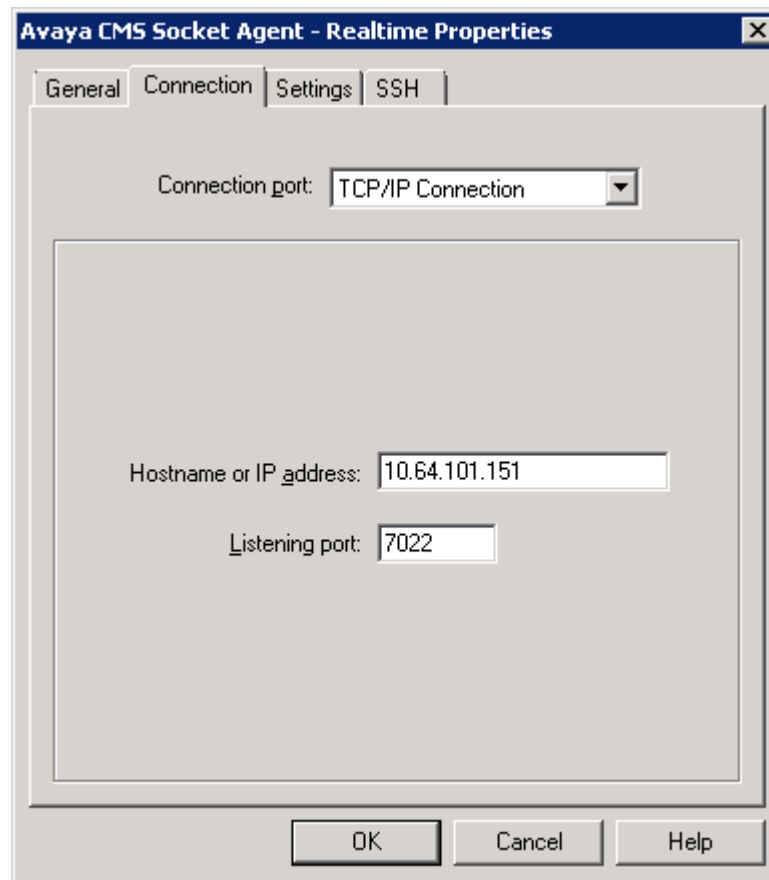 Avaya CMS Socket Agent - Realtime Properties
General Connection Settings SSH
Connection port: TCP/IP Connection
Hostname or IP address: 10.64.101.151
Listening port: 7022
OK Cancel Help